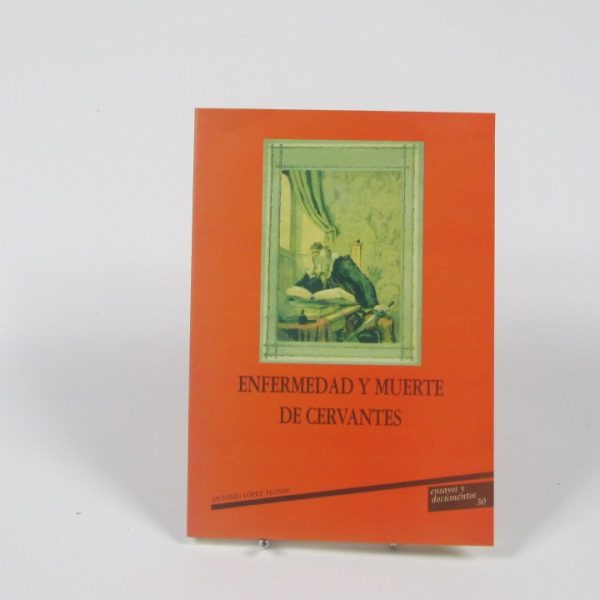 ENFERMEDAD Y MUERTE
DE CERVANTES
ANTONIO LÓPEZ ALONSO
ensayos y
documentos
30